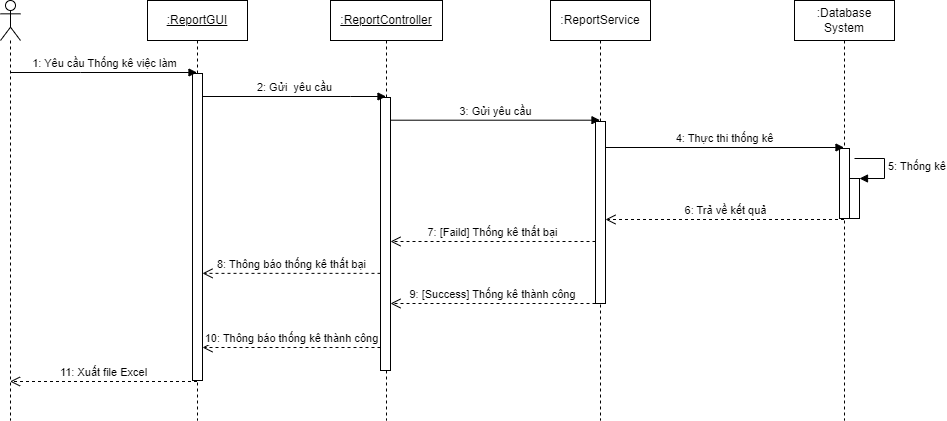 :ReportGUI
:ReportController
:ReportService
:Database
System
1: Yêu cầu Thống kê việc làm
2: Gửi yêu cầu
3: Gửi yêu cầu
4: Thực thi thống kê
5: Thống kê
6: Trả về kết quả
7: [Faild] Thống kê thất bại
8: Thông báo thống kê thất bại
9: [Success] Thống kê thành công
10: Thông báo thống kê thành công
11: Xuất file Excel